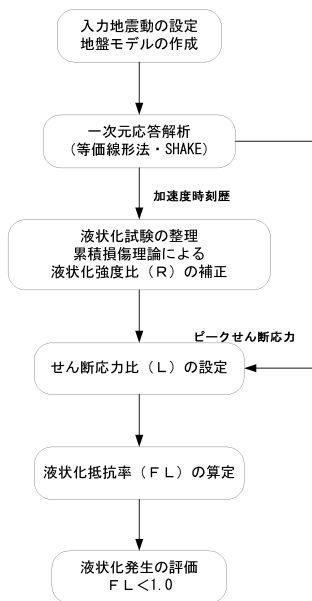 入力地震動の設定
地盤モデルの作成
一次元応答解析
（等価線形法・SHAKE）
加速度時刻歴
液状化試験の整理
累積損傷理論による
液状化強度比（Ｒ）の補正
ピークせん断応力
せん断応力比（Ｌ）の設定
液状化抵抗率（ＦＬ）の算定
液状化発生の評価
ＦＬ＜1.0